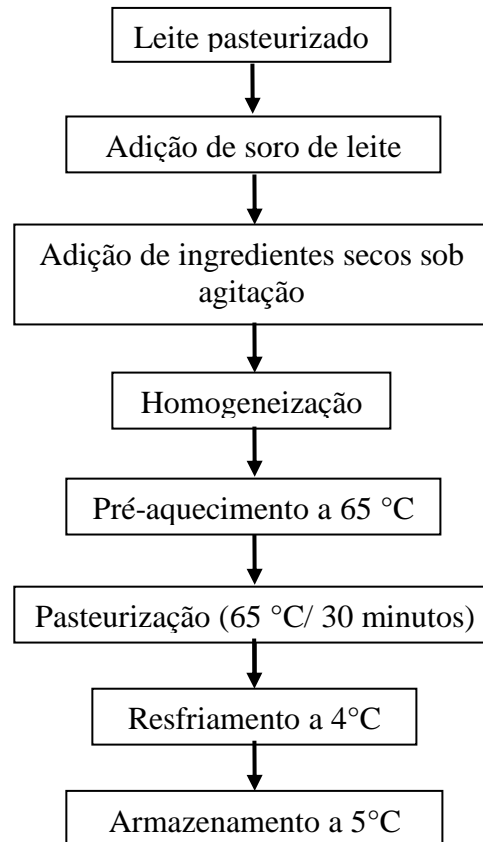 Leite pasteurizado
Adição de soro de leite
Adição de ingredientes secos sob
agitação
Homogeneização
Pré-aquecimento a 65 °C
Pasteurização (65 °C/ 30 minutos)
Resfriamento a 4°C
Armazenamento a 5°C